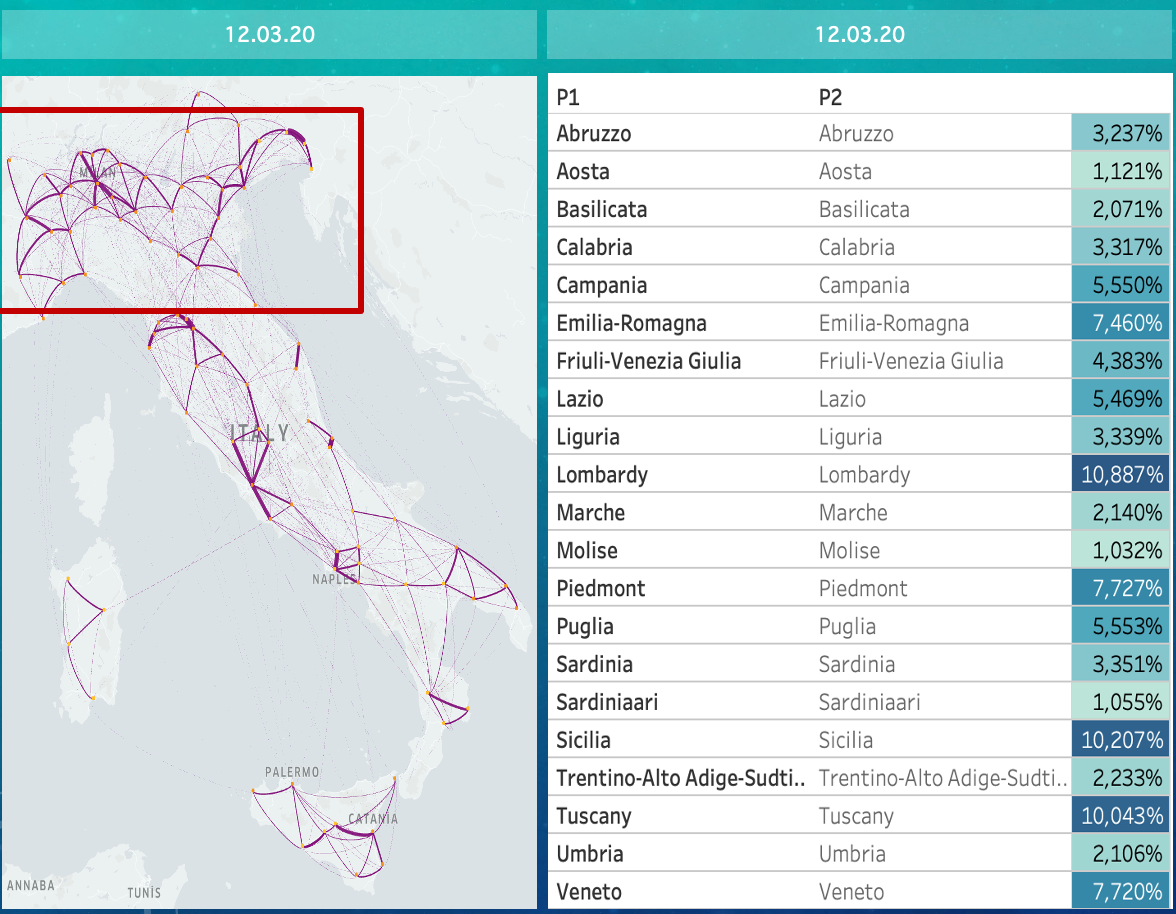 12.03.20
12.03.20
MILAN
ITALY
NAPLES
PALERMO
CATANIA
ANNABA
TUNIS
P1 P2
Abruzzo Abruzzo 3,237%
Aosta Aosta 1,121%
Basilicata Basilicata 2,071%
Calabria Calabria 3,317%
Campania Campania 5,550%
Emilia-Romagna Emilia-Romagna 7,460%
Friuli-Venezia Giulia Friuli-Venezia Giulia 4,383%
Lazio Lazio 5,469%
Liguria Liguria 3,339%
Lombardy Lombardy 10,887%
Marche Marche 2,140%
Molise Molise 1,032%
Piedmont Piedmont 7,727%
Puglia Puglia 5,553%
Sardinia Sardinia 3,351%
Sardiniaari Sardiniaari 1,055%
Sicilia Sicilia 10,207%
Trentino-Alto Adige-Sudti.. Trentino-Alto Adige-Sudti.. 2,233%
Tuscany Tuscany 10,043%
Umbria Umbria 2,106%
Veneto Veneto 7,720%